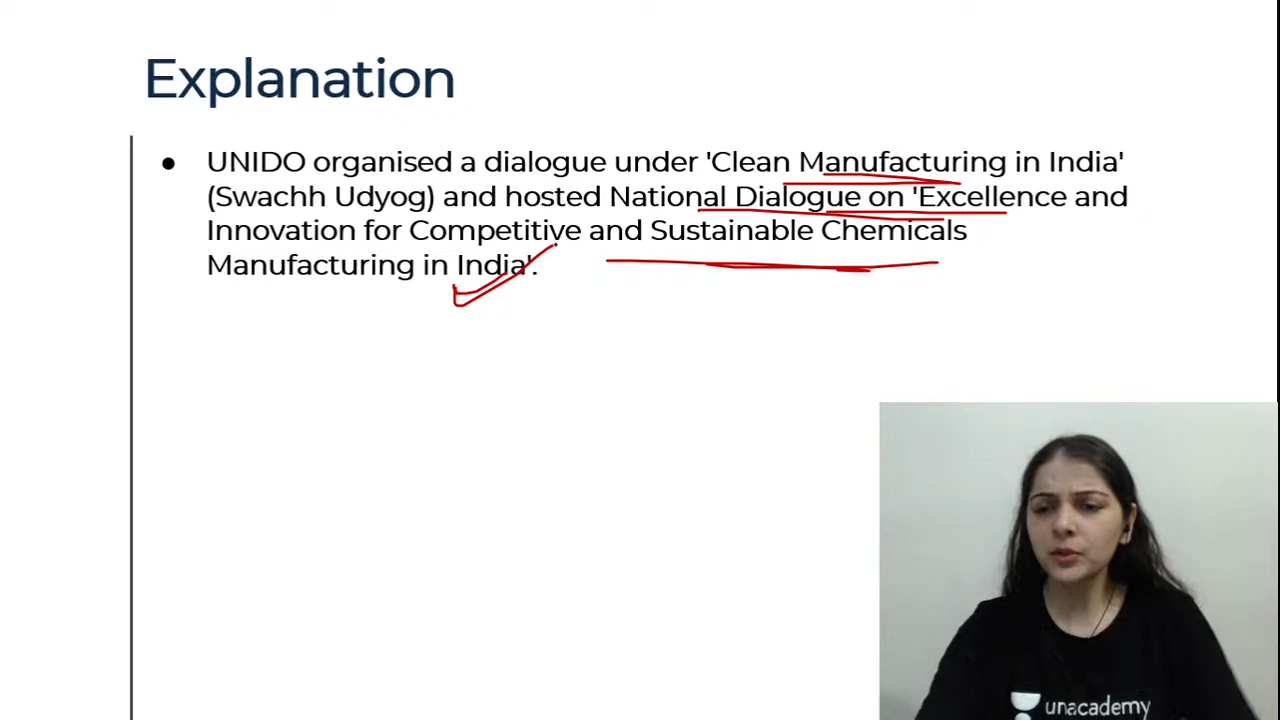 Explanation
● UNIDO organised a dialogue under 'Clean Manufacturing in India'
(Swachh Udyog) and hosted National Dialogue on 'Excellence and
Innovation for Competitive and Sustainable Chemicals
Manufacturing in India'.
unacademy